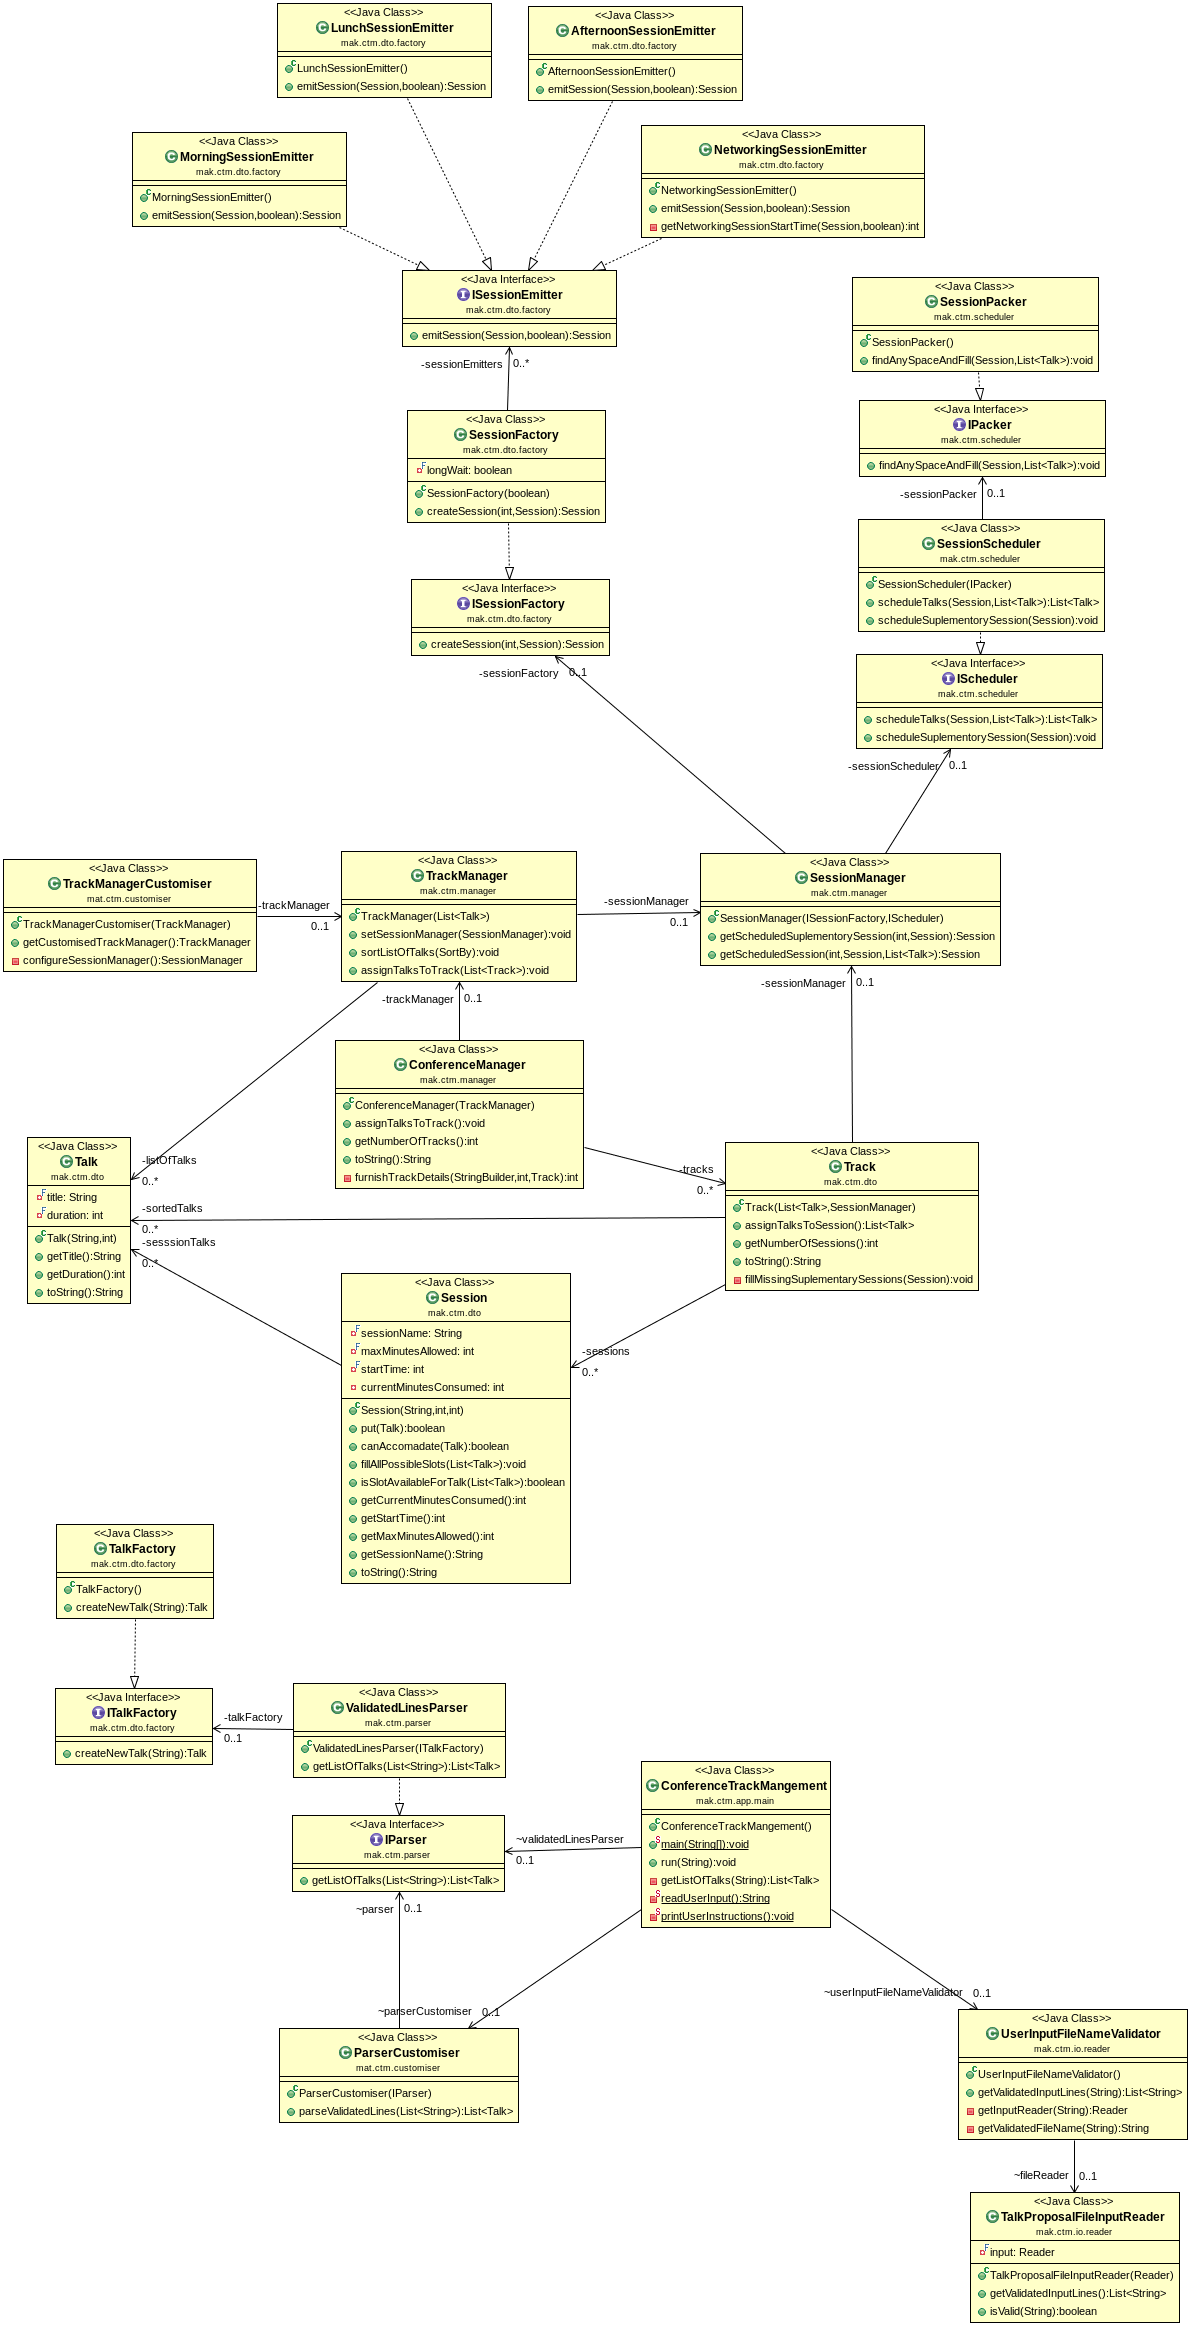 <<Java Class>>
LunchSessionEmitter
mak.ctm.dto.factory
LunchSessionEmitter()
emitSession(Session,boolean):Session
<<Java Class>>
AfternoonSessionEmitter
mak.ctm.dto.factory
AfternoonSessionEmitter()
emitSession(Session,boolean):Session
<<Java Class>>
MorningSessionEmitter
mak.ctm.dto.factory
MorningSessionEmitter()
emitSession(Session,boolean):Session
<<Java Class>>
NetworkingSessionEmitter
mak.ctm.dto.factory
NetworkingSessionEmitter()
emitSession(Session,boolean):Session
getNetworkingSessionStartTime(Session,boolean):int
<<Java Interface>>
ISessionEmitter
mak.ctm.dto.factory
emitSession(Session,boolean):Session
-sessionEmitters
0..*
<<Java Class>>
SessionPacker
mak.ctm.scheduler
SessionPacker()
findAnySpaceAndFill(Session,List<Talk>):void
<<Java Interface>>
IPacker
mak.ctm.scheduler
findAnySpaceAndFill(Session,List<Talk>):void
-sessionPacker
0..1
<<Java Class>>
SessionFactory
mak.ctm.dto.factory
longWait: boolean
SessionFactory(boolean)
createSession(int,Session):Session
<<Java Class>>
SessionScheduler
mak.ctm.scheduler
SessionScheduler(IPacker)
scheduleTalks(Session,List<Talk>):List<Talk>
scheduleSuplementorySession(Session):void
<<Java Interface>>
ISessionFactory
mak.ctm.dto.factory
createSession(int,Session):Session
-sessionFactory
0..1
<<Java Interface>>
IScheduler
mak.ctm.scheduler
scheduleTalks(Session,List<Talk>):List<Talk>
scheduleSuplementorySession(Session):void
-sessionScheduler
0..1
<<Java Class>>
TrackManagerCustomiser
mat.ctm.customiser
TrackManagerCustomiser(TrackManager)
getCustomisedTrackManager():TrackManager
configureSessionManager():SessionManager
-trackManager
0..1
<<Java Class>>
TrackManager
mak.ctm.manager
TrackManager(List<Talk>)
setSessionManager(SessionManager):void
sortListOfTalks(SortBy):void
assignTalksToTrack(List<Track>):void
-sessionManager
0..1
<<Java Class>>
SessionManager
mak.ctm.manager
SessionManager(ISessionFactory,IScheduler)
getScheduledSuplementorySession(int,Session):Session
getScheduledSession(int,Session,List<Talk>):Session
-trackManager
0..1
-sessionManager
0..1
<<Java Class>>
ConferenceManager
mak.ctm.manager
ConferenceManager(TrackManager)
assignTalksToTrack():void
getNumberOfTracks():int
toString():String
furnishTrackDetails(StringBuilder,int,Track):int
-tracks
0..*
<<Java Class>>
Talk
mak.ctm.dto
title: String
duration: int
Talk(String,int)
getTitle():String
getDuration():int
toString():String
-listOfTalks
0..*
-sortedTalks
0..*
-sesssionTalks
0..*
<<Java Class>>
Track
mak.ctm.dto
Track(List<Talk>,SessionManager)
assignTalksToSession():List<Talk>
getNumberOfSessions():int
toString():String
fillMissingSuplementarySessions(Session):void
<<Java Class>>
Session
mak.ctm.dto
sessionName: String
maxMinutesAllowed: int
startTime: int
currentMinutesConsumed: int
Session(String,int,int)
put(Talk):boolean
canAccomadate(Talk):boolean
fillAllPossibleSlots(List<Talk>):void
isSlotAvailableForTalk(List<Talk>):boolean
getCurrentMinutesConsumed():int
getStartTime():int
getMaxMinutesAllowed():int
getSessionName():String
toString():String
-sessions
0..*
<<Java Class>>
TalkFactory
mak.ctm.dto.factory
TalkFactory()
createNewTalk(String):Talk
<<Java Interface>>
ITalkFactory
mak.ctm.dto.factory
createNewTalk(String):Talk
-talkFactory
0..1
<<Java Class>>
ValidatedLinesParser
mak.ctm.parser
ValidatedLinesParser(ITalkFactory)
getListOfTalks(List<String>):List<Talk>
<<Java Interface>>
IParser
mak.ctm.parser
getListOfTalks(List<String>):List<Talk>
~validatedLinesParser
0..1
~parser
0..1
<<Java Class>>
ConferenceTrackMangement
mak.ctm.app.main
ConferenceTrackMangement()
main(String[]):void
run(String):void
getListOfTalks(String):List<Talk>
readUserInput():String
printUserInstructions():void
~parserCustomiser
0..1
~userInputFileNameValidator
0..1
<<Java Class>>
ParserCustomiser
mat.ctm.customiser
ParserCustomiser(IParser)
parseValidatedLines(List<String>):List<Talk>
<<Java Class>>
UserInputFileNameValidator
mak.ctm.io.reader
UserInputFileNameValidator()
getValidatedInputLines(String):List<String>
getInputReader(String):Reader
getValidatedFileName(String):String
~fileReader
0..1
<<Java Class>>
TalkProposalFileInputReader
mak.ctm.io.reader
input: Reader
TalkProposalFileInputReader(Reader)
getValidatedInputLines():List<String>
isValid(String):boolean